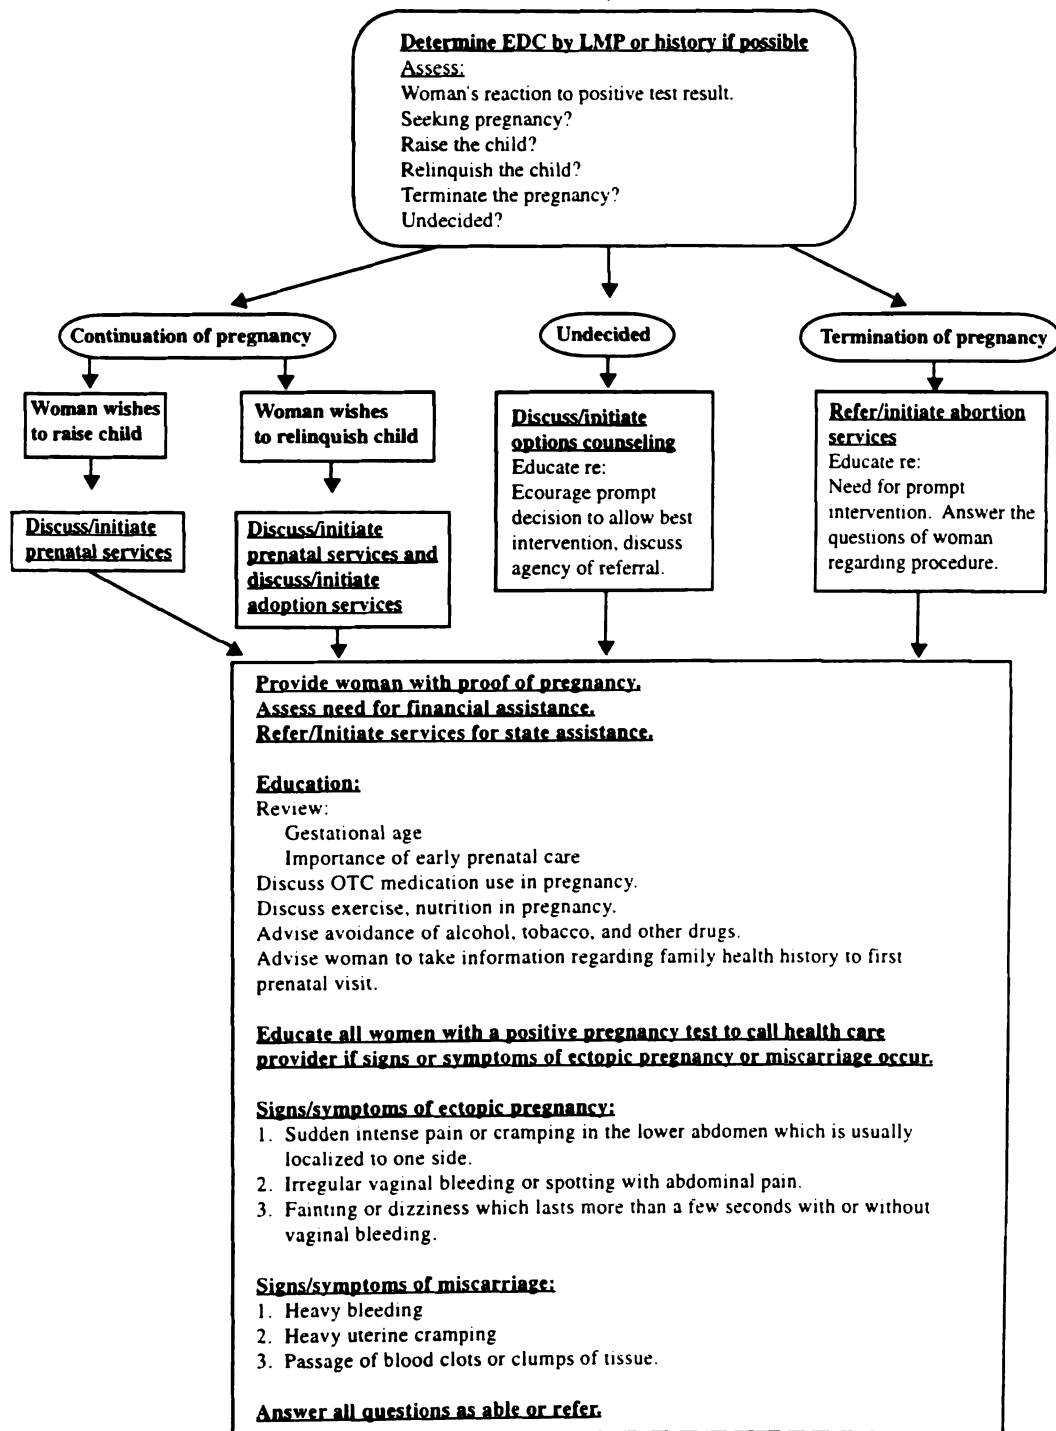 Determine EDC by LMP or history if possible
Assess:
Woman's reaction to positive test result.
Seeking pregnancy?
Raise the child?
Relinquish the child?
Terminate the pregnancy?
Undecided?
Continuation of pregnancy
Undecided
Termination of pregnancy
Woman wishes
to raise child
Woman wishes
to relinquish child
Discuss/initiate
prenatal services
Discuss/initiate
prenatal services and
discuss/initiate
adoption services
Discuss/initiate
options counseling
Educate re:
Ecourage prompt
decision to allow best
intervention, discuss
agency of referral.
Refer/initiate abortion
services
Educate re:
Need for prompt
intervention. Answer the
questions of woman
regarding procedure.
Provide woman with proof of pregnancy.
Assess need for financial assistance.
Refer/Initiate services for state assistance.
Education:
Review:
Gestational age
Importance of early prenatal care
Discuss OTC medication use in pregnancy.
Discuss exercise, nutrition in pregnancy.
Advise avoidance of alcohol, tobacco, and other drugs.
Advise woman to take information regarding family health history to first
prenatal visit.
Educate all women with a positive pregnancy test to call health care
provider if signs or symptoms of ectopic pregnancy or miscarriage occur.
Signs/symptoms of ectopic pregnancy:
1. Sudden intense pain or cramping in the lower abdomen which is usually
localized to one side.
2. Irregular vaginal bleeding or spotting with abdominal pain.
3. Fainting or dizziness which lasts more than a few seconds with or without
vaginal bleeding.
Signs/symptoms of miscarriage:
1. Heavy bleeding
2. Heavy uterine cramping
3. Passage of blood clots or clumps of tissue.
Answer all questions as able or refer.